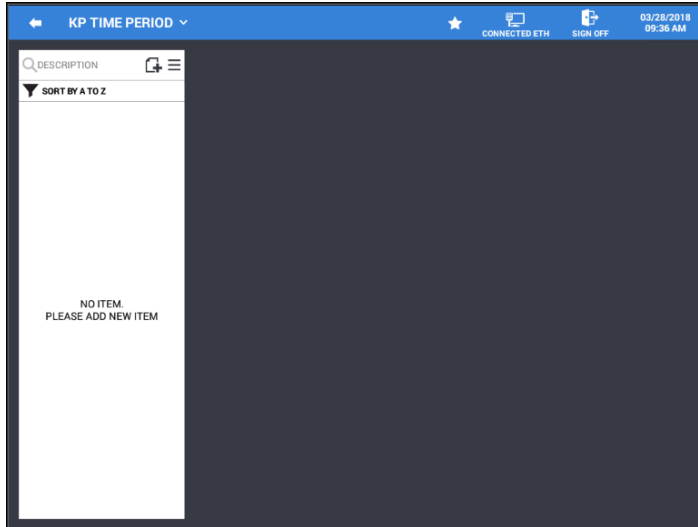 KP TIME PERIOD
CONNECTED ETH
SIGN OFF
03/28/2018
09:36 AM
DESCRIPTION
SORT BY A TO Z
NO ITEM.
PLEASE ADD NEW ITEM